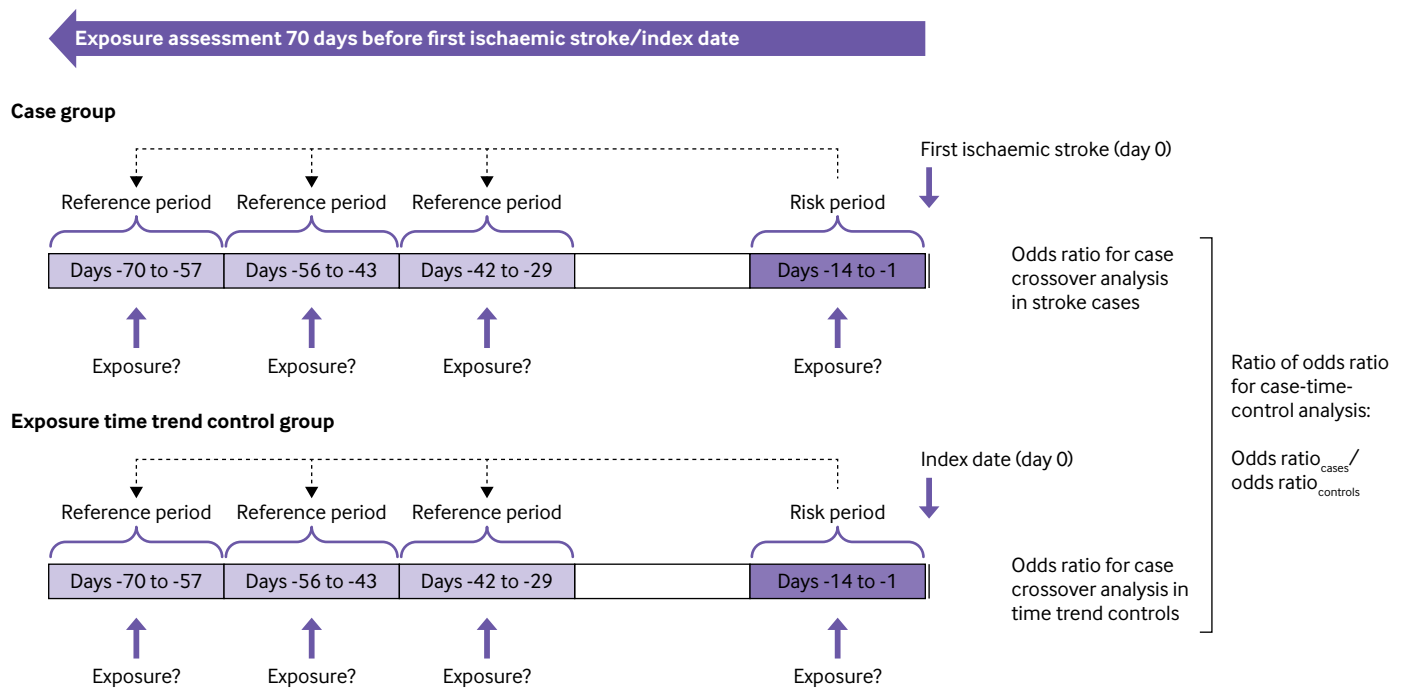 Exposure assessment 70 days before first ischaemic stroke/index date
Case group
First ischaemic stroke (day 0)
Reference period
Reference period
Reference period
Risk period
Days -70 to -57
Days -56 to -43
Days -42 to -29
Days -14 to -1
Odds ratio for case
crossover analysis
in stroke cases
Exposure?
Exposure?
Exposure?
Exposure?
Ratio of odds ratio
for case-time-
control analysis:
Odds ratio cases/
odds ratio controls
Exposure time trend control group
Index date (day 0)
Reference period
Reference period
Reference period
Risk period
Days -70 to -57
Days -56 to -43
Days -42 to -29
Days -14 to -1
Odds ratio for case
crossover analysis in
time trend controls
Exposure?
Exposure?
Exposure?
Exposure?